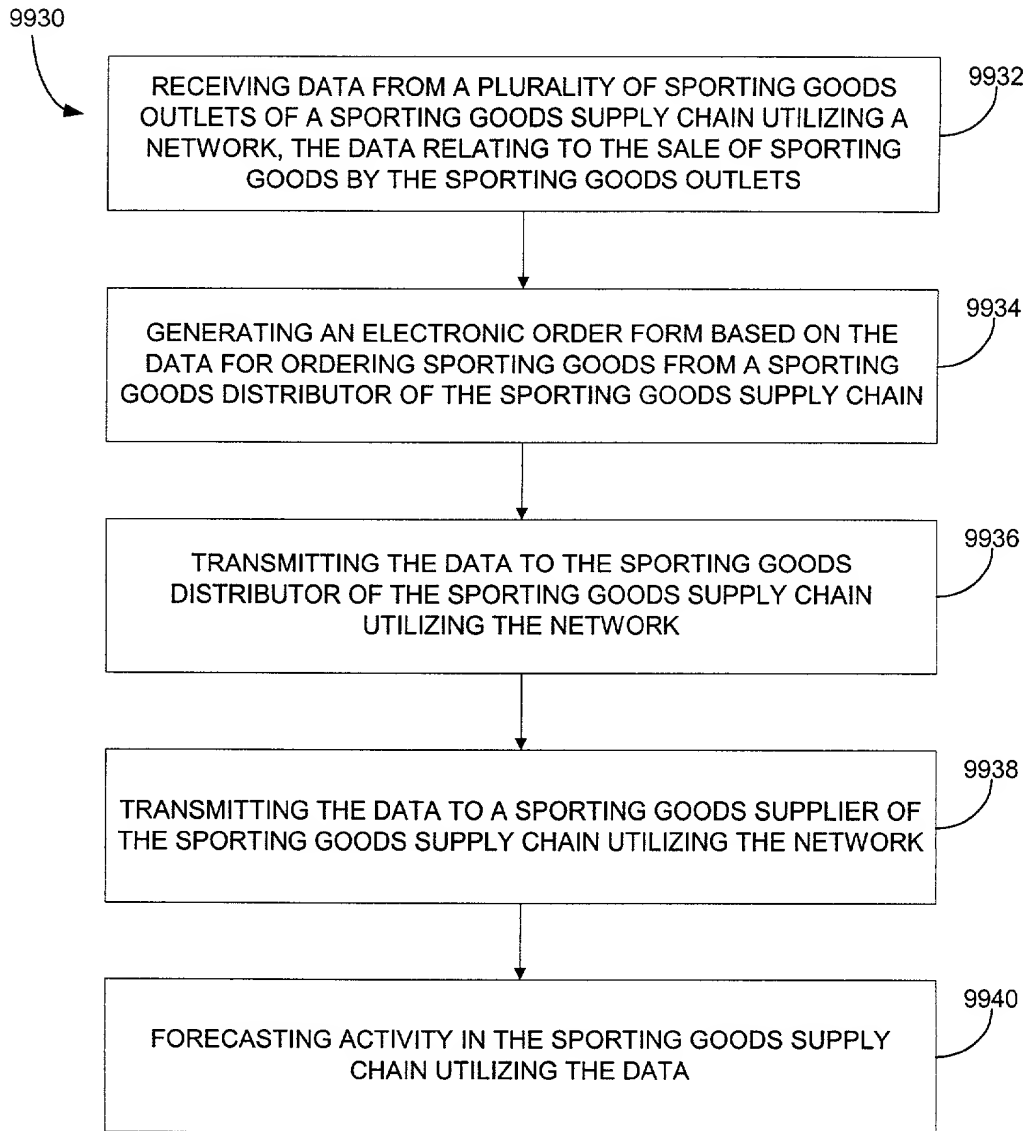 9930
RECEIVING DATA FROM A PLURALITY OF SPORTING GOODS
OUTLETS OF A SPORTING GOODS SUPPLY CHAIN UTILIZING A
NETWORK, THE DATA RELATING TO THE SALE OF SPORTING
GOODS BY THE SPORTING GOODS OUTLETS
9932
GENERATING AN ELECTRONIC ORDER FORM BASED ON THE
DATA FOR ORDERING SPORTING GOODS FROM A SPORTING
GOODS DISTRIBUTOR OF THE SPORTING GOODS SUPPLY CHAIN
9934
TRANSMITTING THE DATA TO THE SPORTING GOODS
DISTRIBUTOR OF THE SPORTING GOODS SUPPLY CHAIN
UTILIZING THE NETWORK
9936
TRANSMITTING THE DATA TO A SPORTING GOODS SUPPLIER OF
THE SPORTING GOODS SUPPLY CHAIN UTILIZING THE NETWORK
9938
FORECASTING ACTIVITY IN THE SPORTING GOODS SUPPLY
CHAIN UTILIZING THE DATA
9940